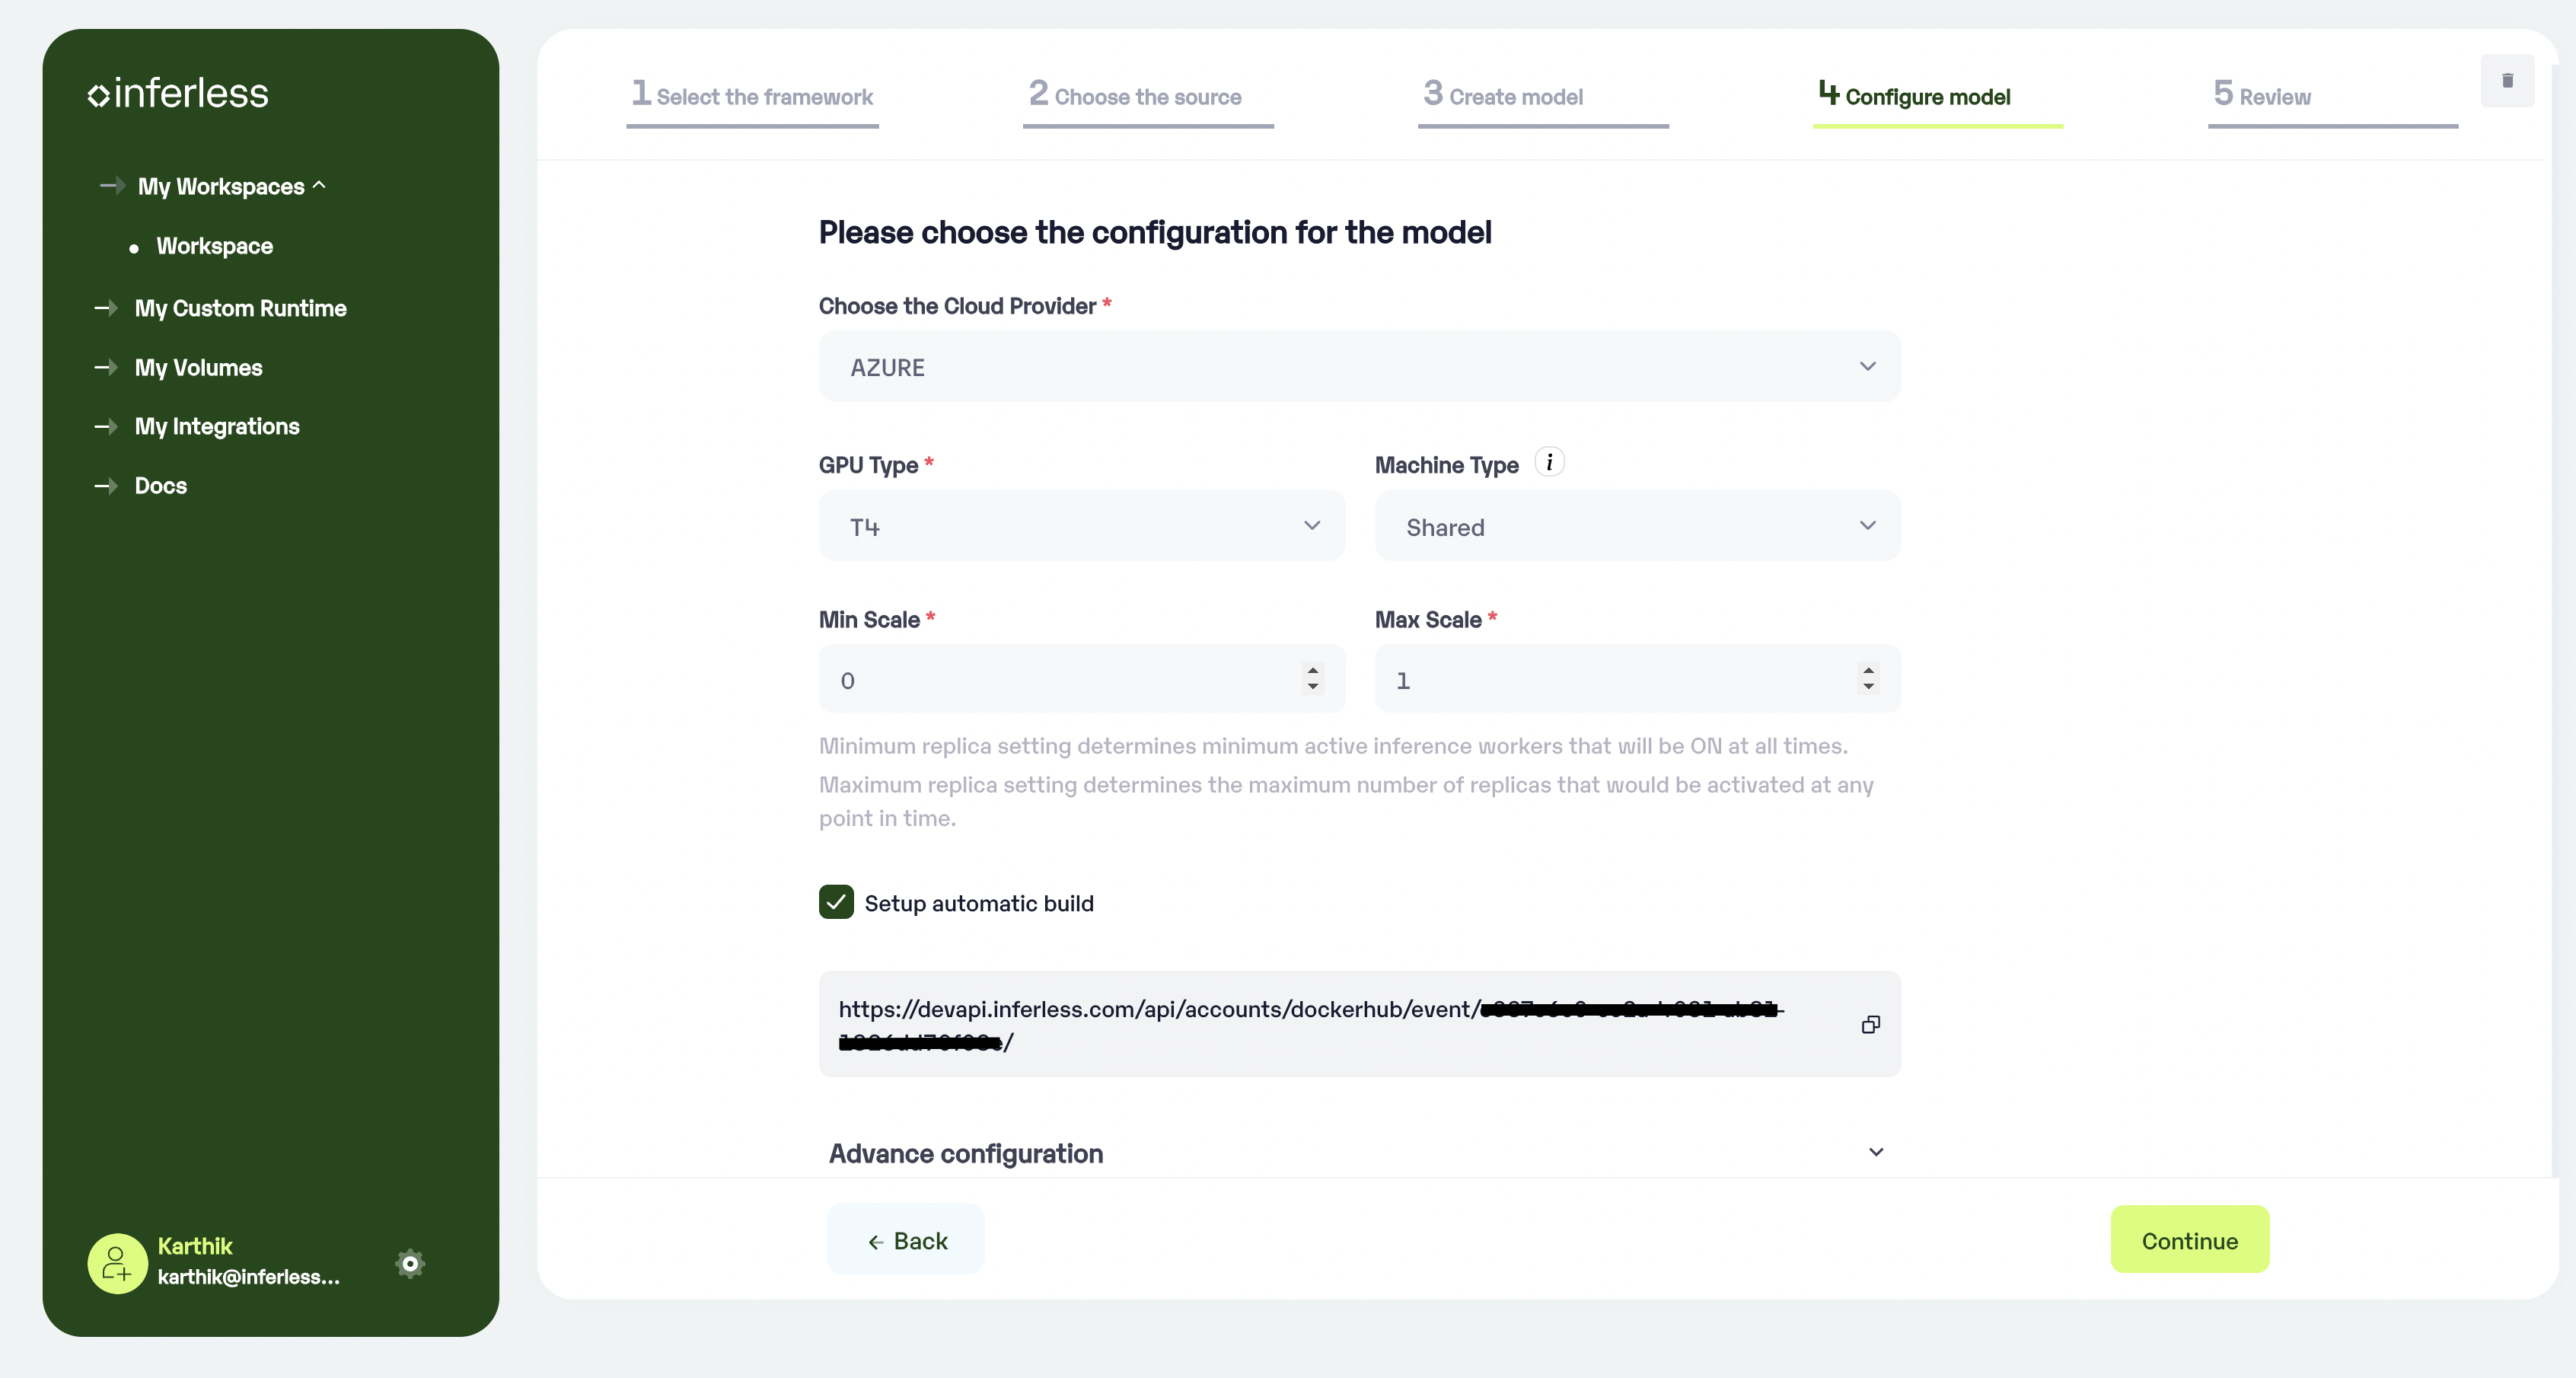 inferless
My Workspaces
Workspace
My Custom Runtime
My Volumes
My Integrations
Docs
Karthik
karthik@inferless...
1 Select the framework
2 Choose the source
3 Create model
4 Configure model
5 Review
Please choose the configuration for the model
Choose the Cloud Provider *
AZURE
GPU Type *
Machine Type i
T4
Shared
Min Scale *
Max Scale *
0
1
Minimum replica setting determines minimum active inference workers that will be ON at all times.
Maximum replica setting determines the maximum number of replicas that would be activated at any
point in time.
Setup automatic build
https://devapi.inferless.com/api/accounts/dockerhub/event/
Advance configuration
← Back
Continue